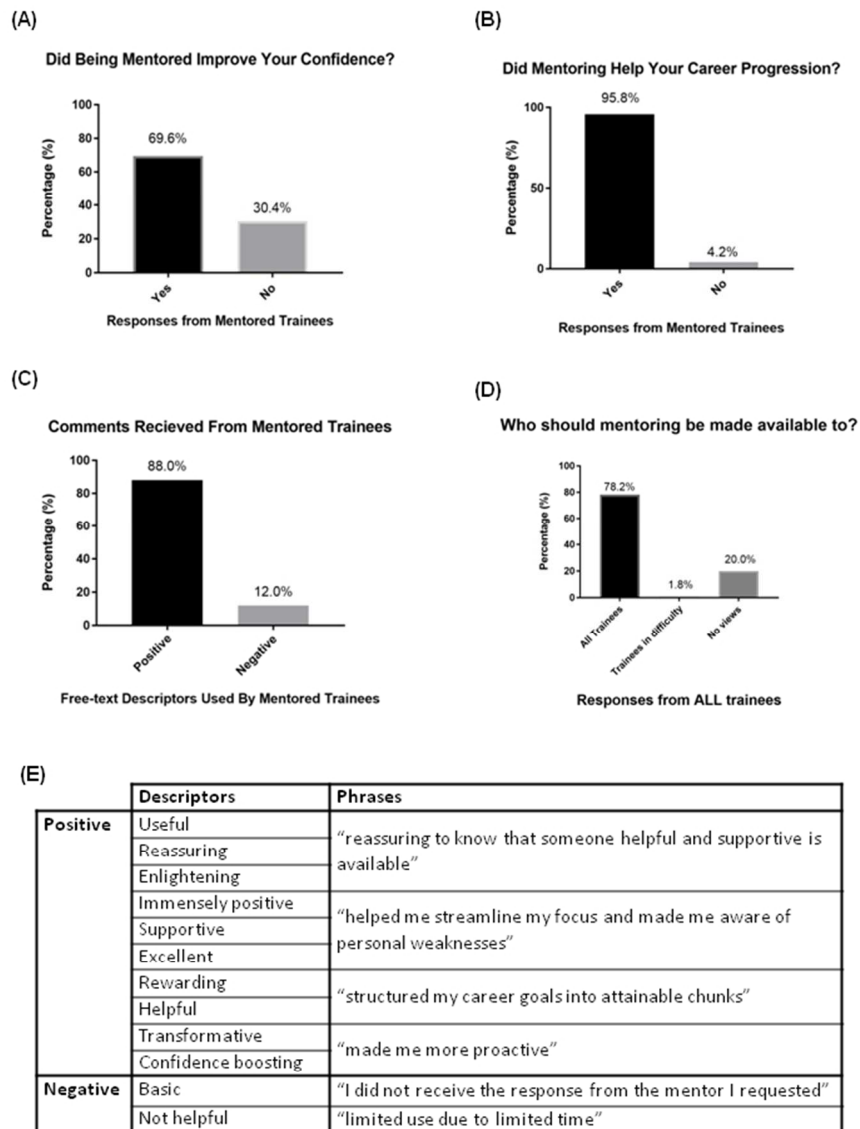 (A)
Did Being Mentored Improve Your Confidence?
Percentage (%)
100
80
60
40
20
0
69.6%
30.4%
Yes
No
Responses from Mentored Trainees
(B)
Did Mentoring Help Your Career Progression?
Percentage (%)
100
50
0
95.8%
4.2%
Yes
No
Responses from Mentored Trainees
(C)
Comments Recieved From Mentored Trainees
Percentage (%)
100
80
60
40
20
0
88.0%
12.0%
Positive
Negative
Free-text Descriptors Used By Mentored Trainees
(D)
Who should mentoring be made available to?
Percentage (%)
100
80
60
40
20
0
78.2%
1.8%
20.0%
All Trainees
Trainees in difficulty
No views
Responses from ALL trainees
(E)
Descriptors Phrases
Positive
Useful
Reassuring
Enlightening
“reassuring to know that someone helpful and supportive is
available”
Immensely positive
Supportive
Excellent
“helped me streamline my focus and made me aware of
personal weaknesses”
Rewarding
Helpful
“structured my career goals into attainable chunks”
Transformative
Confidence boosting
“made me more proactive”
Negative
Basic “I did not receive the response from the mentor I requested”
Not helpful “limited use due to limited time”